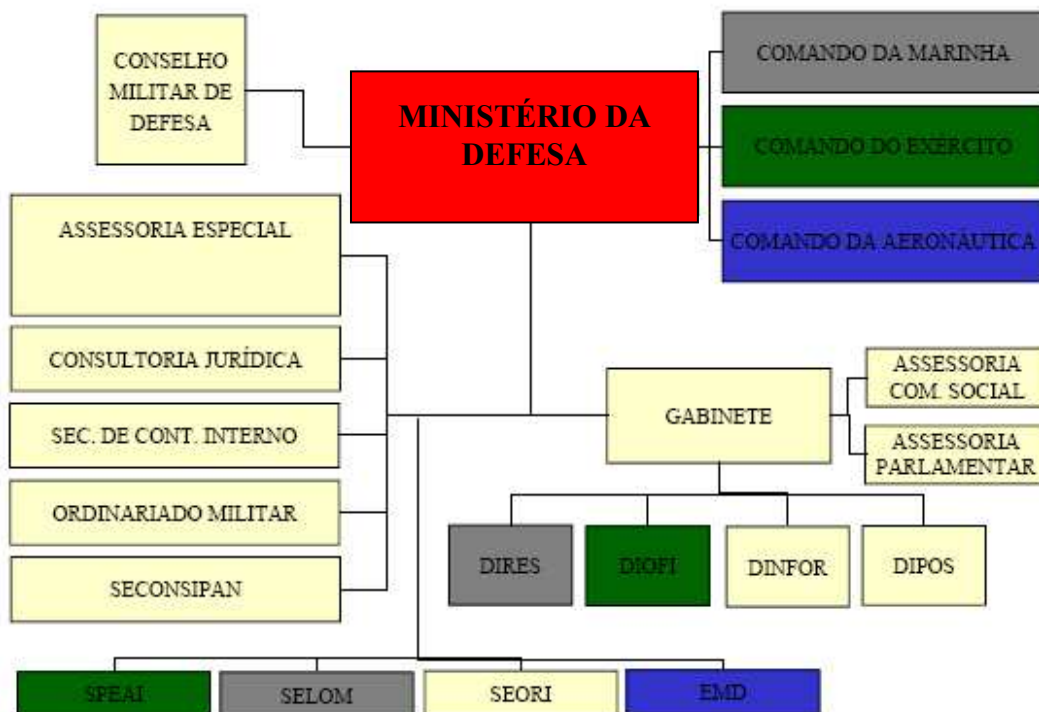 CONSELHO
MILITAR DE
DEFESA
MINISTÉRIO DA
DEFESA
COMANDO DA MARINHA
COMANDO DO EXÉRCITO
COMANDO DA AERONÁUTICA
ASSESSORIA ESPECIAL
CONSULTORIA JURÍDICA
SEC. DE CONT. INTERNO
ORDINARIADO MILITAR
SECONSIPAN
GABINETE
ASSESSORIA
COM. SOCIAL
ASSESSORIA
PARLAMENTAR
DIRES
DIOFI
DINFOR
DIPOS
SPEAI
SELOM
SEORI
EMD